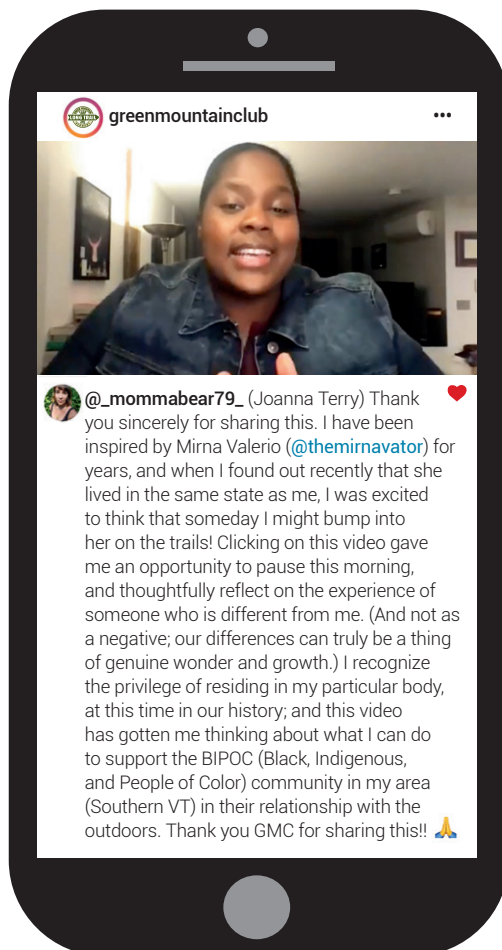 LONG TRAIL
greenmountainclub
@_mommabear79_ (Joanna Terry) Thank
you sincerely for sharing this. I have been
inspired by Mirna Valerio (@themirnavator) for
years, and when I found out recently that she
lived in the same state as me, I was excited
to think that someday I might bump into
her on the trails! Clicking on this video gave
me an opportunity to pause this morning,
and thoughtfully reflect on the experience of
someone who is different from me. (And not as
a negative; our differences can truly be a thing
of genuine wonder and growth.) I recognize
the privilege of residing in my particular body,
at this time in our history; and this video
has gotten me thinking about what I can do
to support the BIPOC (Black, Indigenous,
and People of Color) community in my area
(Southern VT) in their relationship with the
outdoors. Thank you GMC for sharing this!! 🙏